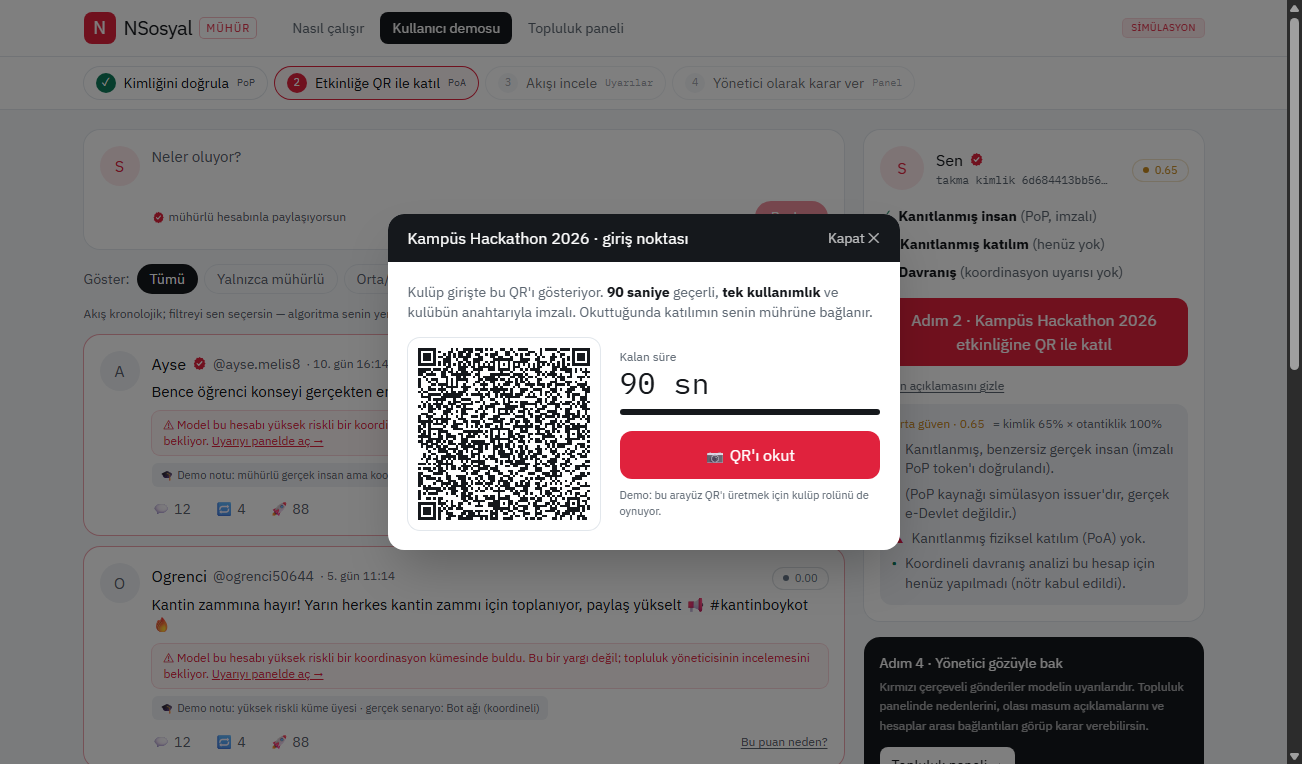 N NSosyal MÜHÜR Nasıl çalışır Kullanıcı demosu Topluluk paneli SİMÜLASYON
✓ Kimliğini doğrula PoP 2 Etkinliğe QR ile katıl PoA 3 Akışı incele Uyarılar 4 Yönetici olarak karar ver Panel
S Neler oluyor?
mühürlü hesabınla paylaşıyorsun
Göster: Tümü Yalnızca mühürlü Orta/
Akış kronolojik; filtreyi sen seçersin — algoritma senin
A Ayse @ayse.melis8 · 10. gün 16:14
Bence öğrenci konseyi gerçekten
⚠ Model bu hesabı yüksek riskli bir
bekliyor. Uyarıyı panelde aç →
Demo notu: mühürlü gerçek insan ama
12 4 88
O Ogrenci @ogrenci50644 · 5. gün 11:14 0.00
Kantin zammına hayır! Yarın herkes kantin zammı için toplanıyor, paylaş yükselt 📢 #kantinboykot
🔥
⚠ Model bu hesabı yüksek riskli bir koordinasyon kümesinde buldu. Bu bir yargı değil; topluluk yöneticisinin incelemesini
bekliyor. Uyarıyı panelde aç →
Demo notu: yüksek riskli küme üyesi · gerçek senaryo: Bot ağı (koordineli)
12 4 88 Bu puan neden?
Kampüs Hackathon 2026 · giriş noktası Kapat ✕
Kulüp girişte bu QR'ı gösteriyor. 90 saniye geçerli, tek kullanımlık ve
kulübün anahtarıyla imzalı. Okuttuğunda katılımın senin mührüne bağlanır.
Kalan süre
90 sn
📷 QR'ı okut
Demo: bu arayüz QR'ı üretmek için kulüp rolünü de
oynuyor.
S Sen
takma kimlik 6d684413bb56… 0.65
Kanıtlanmış insan (PoP, imzalı)
Kanıtlanmış katılım (henüz yok)
Davranış (koordinasyon uyarısı yok)
Adım 2 · Kampüs Hackathon 2026
etkinliğine QR ile katıl
açıklamasını gizle
güven · 0.65 = kimlik 65% × otantiklik 100%
Kanıtlanmış, benzersiz gerçek insan (imzalı
PoP token'ı doğrulandı).
(PoP kaynağı simülasyon issuer'dır, gerçek
e-Devlet değildir.)
Kanıtlanmış fiziksel katılım (PoA) yok.
• Koordineli davranış analizi bu hesap için
henüz yapılmadı (nötr kabul edildi).
Adım 4 · Yönetici gözüyle bak
Kırmızı çerçeveli gönderiler modelin uyarılarıdır. Topluluk
panelinde nedenlerini, olası masum açıklamalarını ve
hesaplar arası bağlantıları görüp karar verebilirsin.
Topluluk paneli